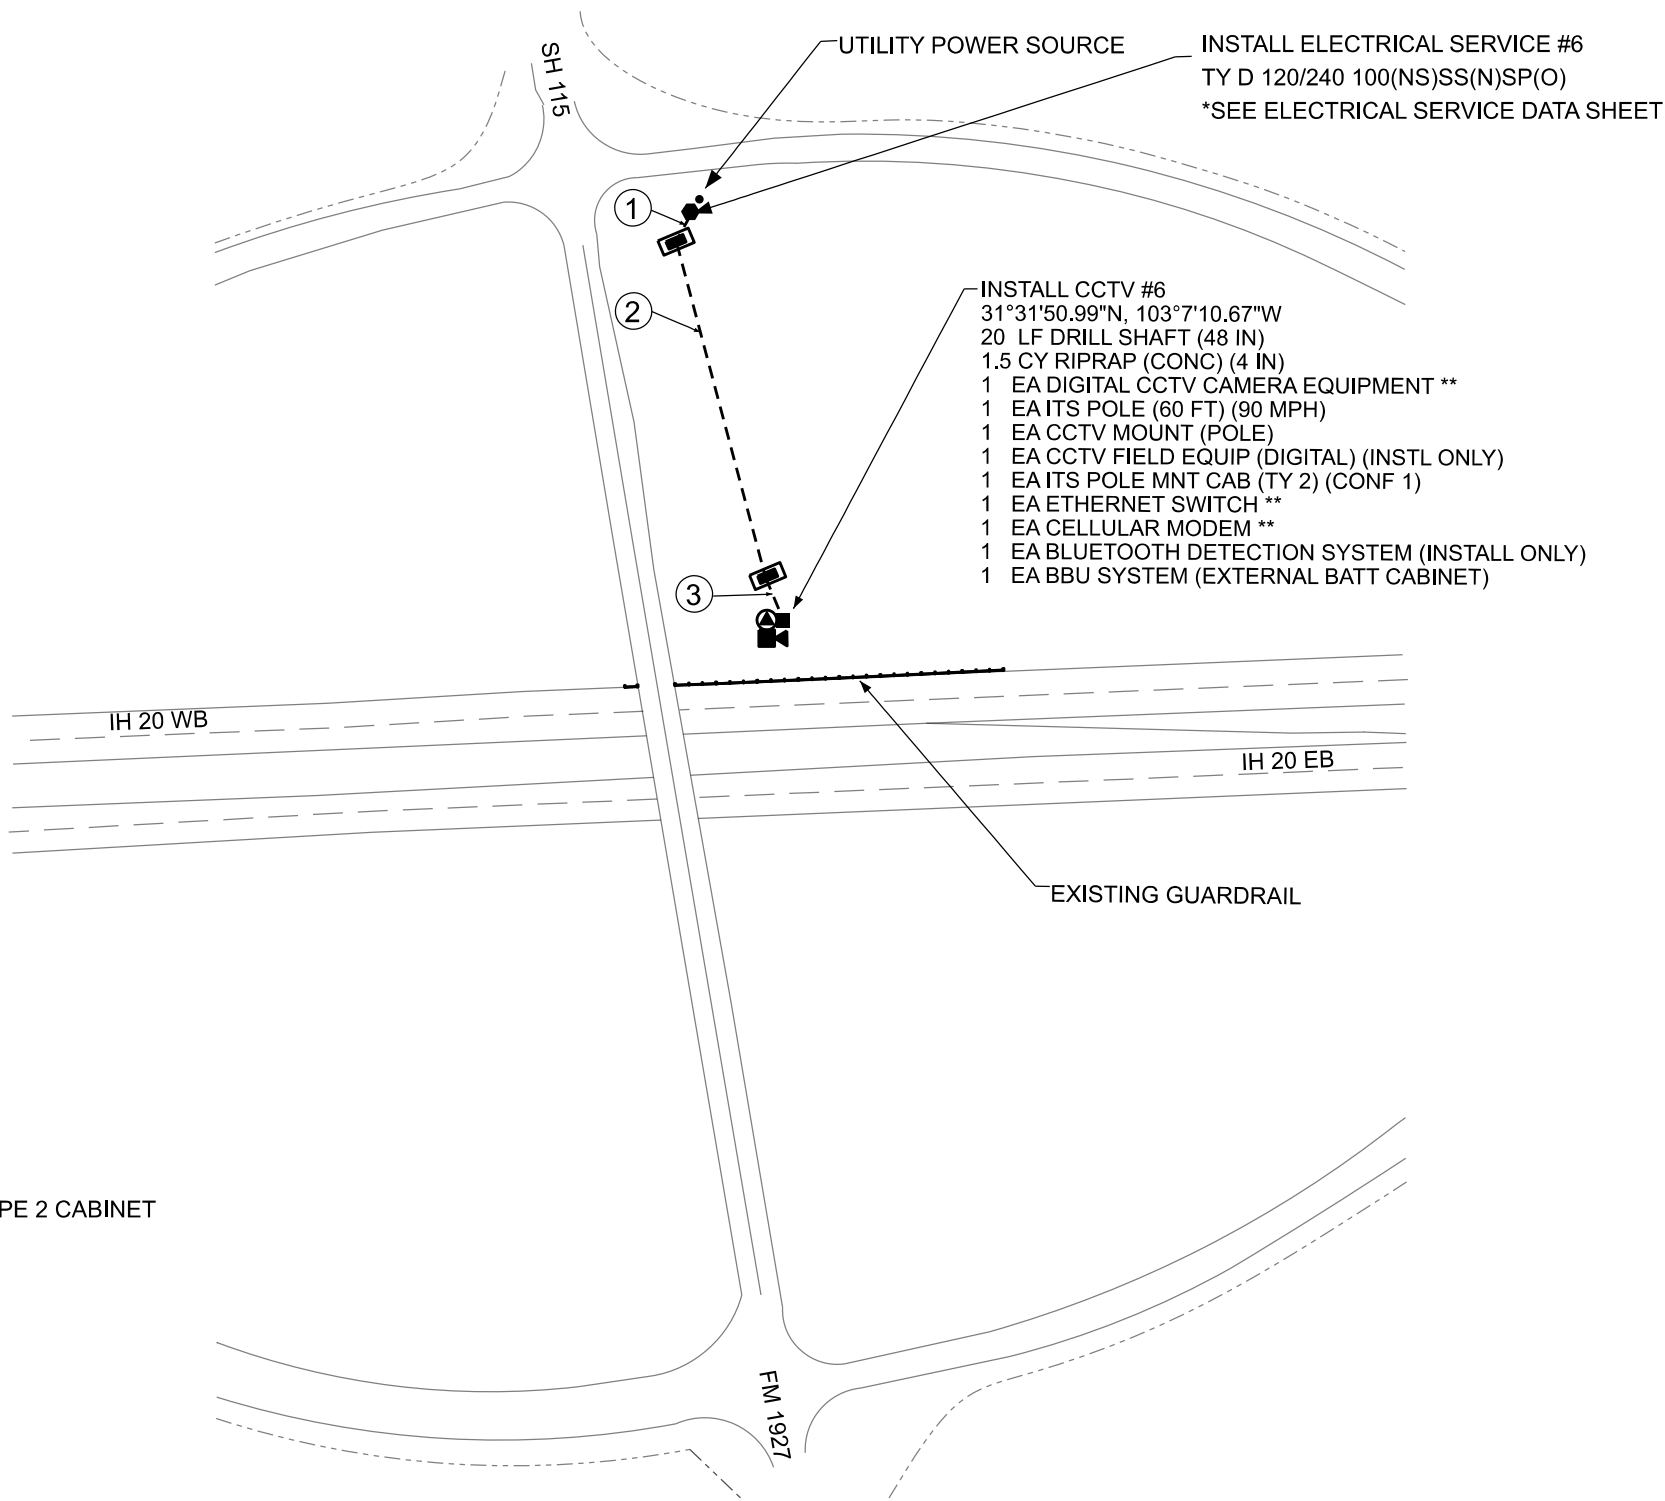 SH 115
UTILITY POWER SOURCE
INSTALL ELECTRICAL SERVICE #6
TY D 120/240 100(NS)SS(N)SP(O)
*SEE ELECTRICAL SERVICE DATA SHEET
1
2
INSTALL CCTV #6
31°31'50.99"N, 103°7'10.67"W
20 LF DRILL SHAFT (48 IN)
1.5 CY RIPRAP (CONC) (4 IN)
1 EA DIGITAL CCTV CAMERA EQUIPMENT **
1 EA ITS POLE (60 FT) (90 MPH)
1 EA CCTV MOUNT (POLE)
1 EA CCTV FIELD EQUIP (DIGITAL) (INSTL ONLY)
1 EA ITS POLE MNT CAB (TY 2) (CONF 1)
1 EA ETHERNET SWITCH **
1 EA CELLULAR MODEM **
1 EA BLUETOOTH DETECTION SYSTEM (INSTALL ONLY)
1 EA BBU SYSTEM (EXTERNAL BATT CABINET)
3
IH 20 WB
IH 20 EB
EXISTING GUARDRAIL
PE 2 CABINET
FM 1927